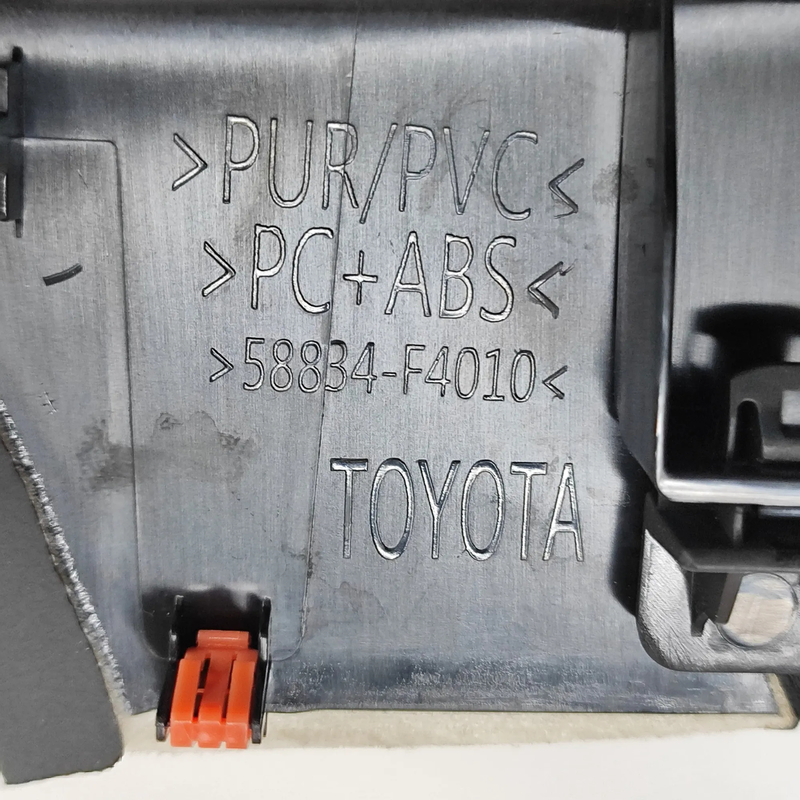 >PUR/PVC<
>PC+ABS<
>58834-F4010<
TOYOTA